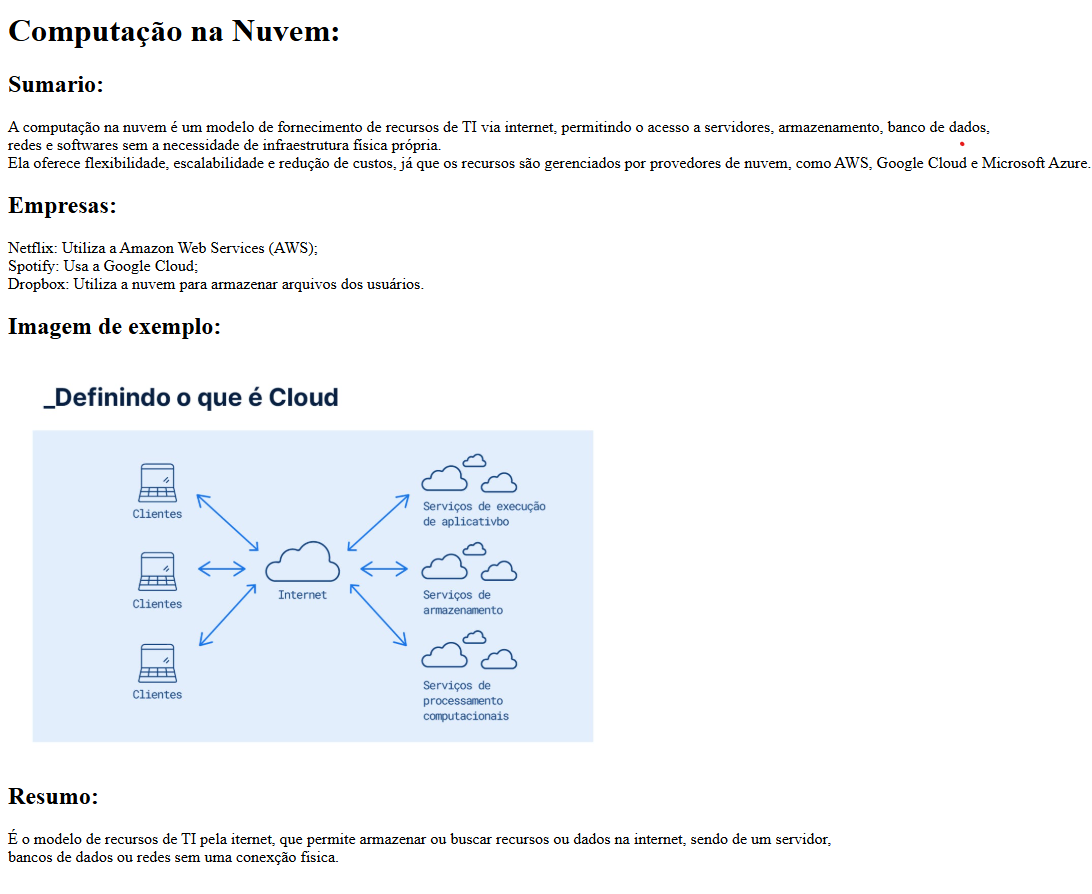 Computação na Nuvem:
Sumario:
A computação na nuvem é um modelo de fornecimento de recursos de TI via internet, permitindo o acesso a servidores, armazenamento, banco de dados,
redes e softwares sem a necessidade de infraestrutura física própria.
Ela oferece flexibilidade, escalabilidade e redução de custos, já que os recursos são gerenciados por provedores de nuvem, como AWS, Google Cloud e Microsoft Azure.
Empresas:
Netflix: Utiliza a Amazon Web Services (AWS);
Spotify: Usa a Google Cloud;
Dropbox: Utiliza a nuvem para armazenar arquivos dos usuários.
Imagem de exemplo:
_Definindo o que é Cloud
Clientes
Clientes
Clientes
Internet
Serviços de execução
de aplicativbo
Serviços de
armazenamento
Serviços de
processamento
computacionais
Resumo:
É o modelo de recursos de TI pela iternet, que permite armazenar ou buscar recursos ou dados na internet, sendo de um servidor,
bancos de dados ou redes sem uma conexção física.